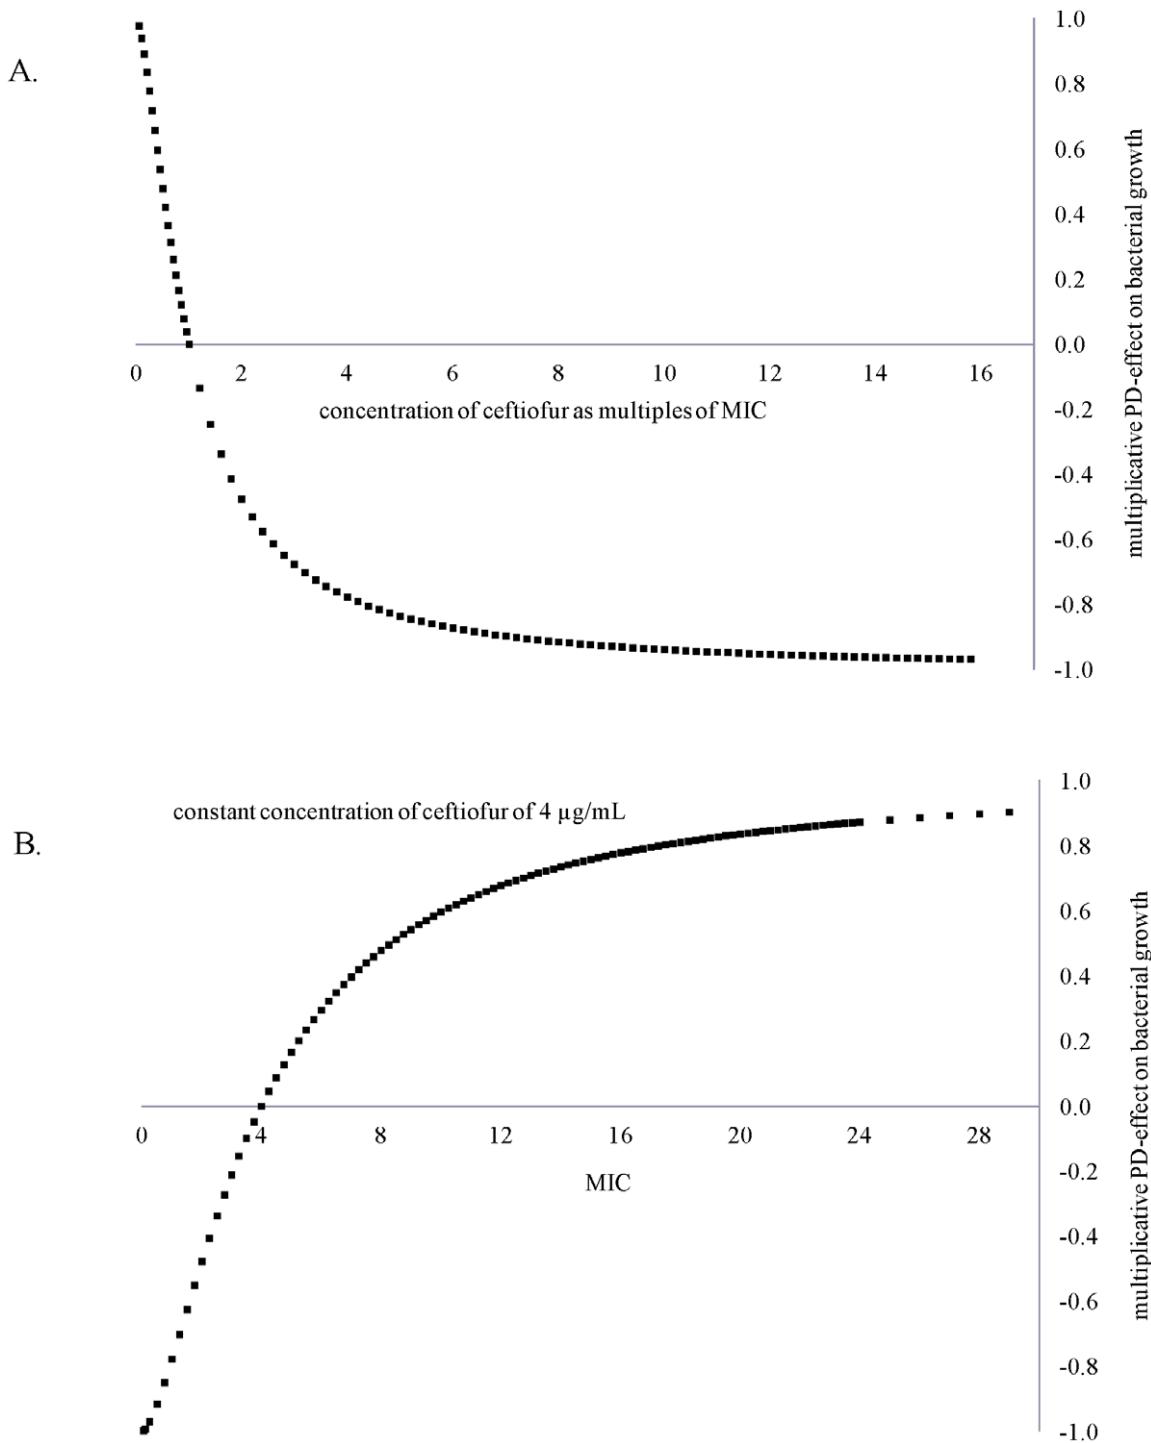 A.
1.0
0.8
0.6
0.4
0.2
0.0
0 2 4 6 8 10 12 14 16
concentration of ceftiofur as multiples of MIC
-0.2
-0.4
-0.6
-0.8
-1.0
multiplicative PD-effect on bacterial growth
B.
constant concentration of ceftiofur of 4 µg/mL
1.0
0.8
0.6
0.4
0.2
0.0
0 4 8 12 16 20 24 28
MIC
-0.2
-0.4
-0.6
-0.8
-1.0
multiplicative PD-effect on bacterial growth